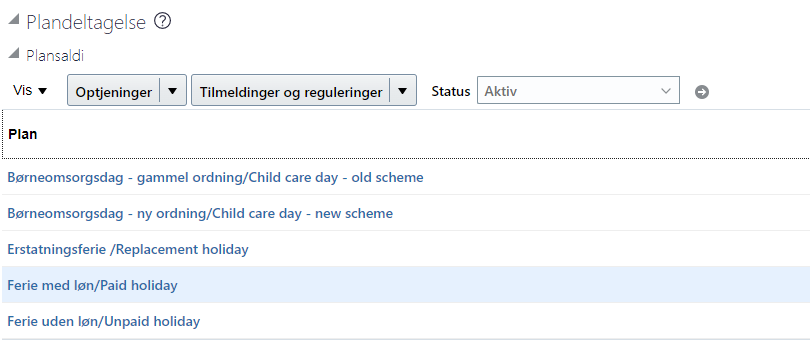 Plandeltagelse ?
Plansaldi
Vis Optjeninger Tilmeldinger og reguleringer Status Aktiv
Plan
Børneomsorgsdag - gammel ordning/Child care day - old scheme
Børneomsorgsdag - ny ordning/Child care day - new scheme
Erstatningsferie /Replacement holiday
Ferie med løn/Paid holiday
Ferie uden løn/Unpaid holiday